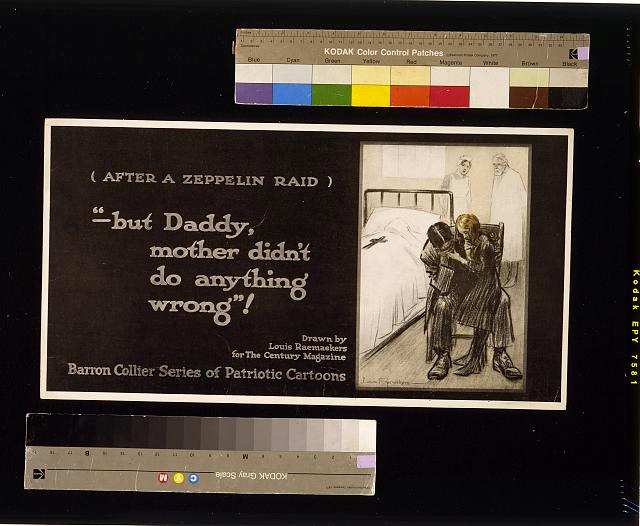 KODAK Color Control Patches
Blue Cyan Green Yellow Red Magenta White Brown Black
( AFTER A ZEPPELIN RAID )
"—but Daddy,
mother didn't
do anything
wrong"!
Drawn by
Louis Raemaekers
for The Century Magazine
Barron Collier Series of Patriotic Cartoons
Louis Raemaekers
Kodak EPY 7581
KODAK Gray Scale
C Y M
B M